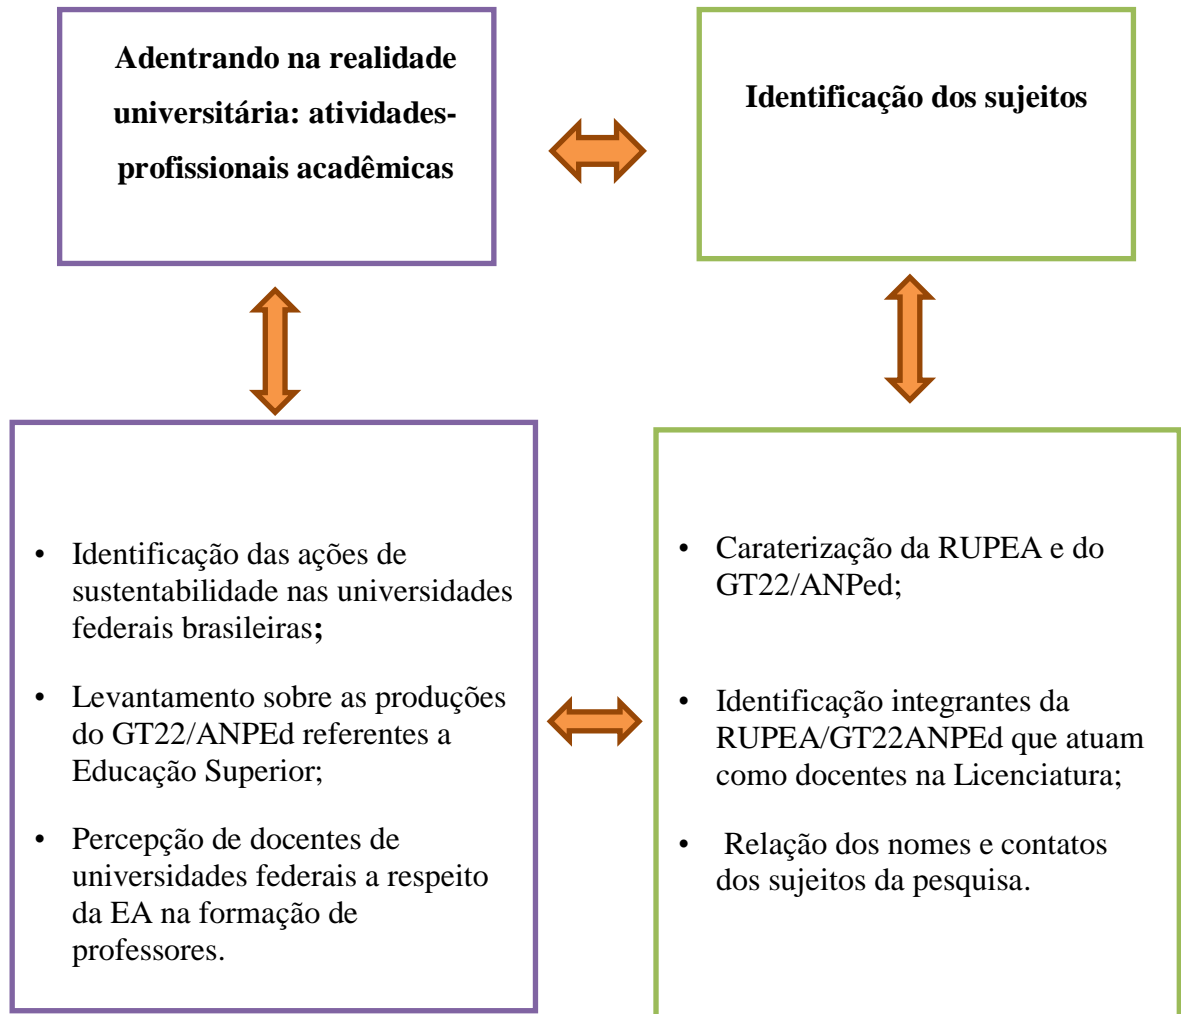 Adentrando na realidade
universitária: atividades-
profissionais acadêmicas
Identificação dos sujeitos
• Identificação das ações de
sustentabilidade nas universidades
federais brasileiras;
• Levantamento sobre as produções
do GT22/ANPEd referentes a
Educação Superior;
• Percepção de docentes de
universidades federais a respeito
da EA na formação de
professores.
• Caraterização da RUPEA e do
GT22/ANPed;
• Identificação integrantes da
RUPEA/GT22ANPEd que atuam
como docentes na Licenciatura;
• Relação dos nomes e contatos
dos sujeitos da pesquisa.